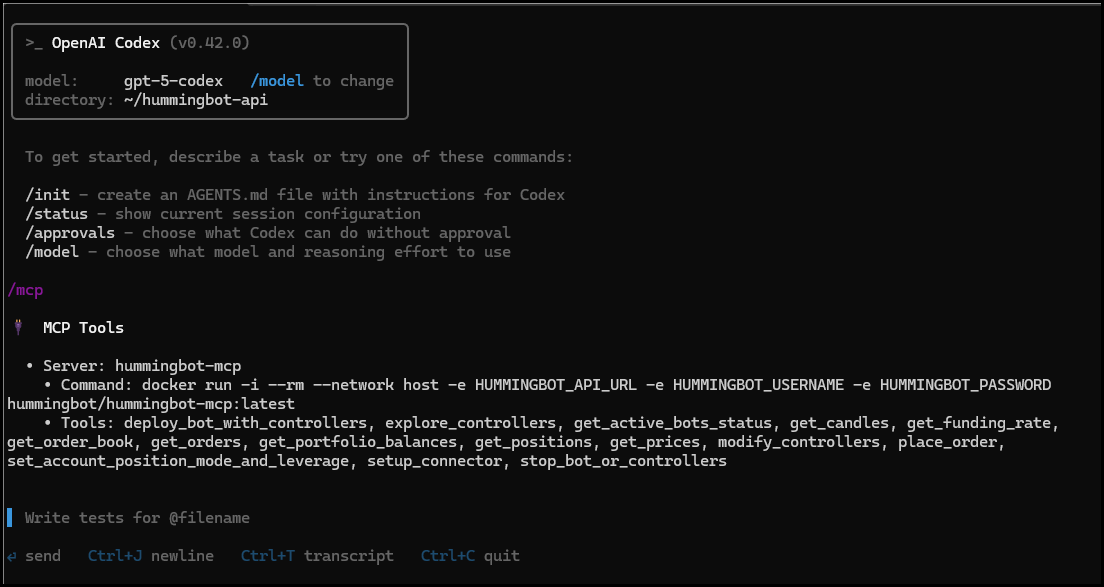 >_ OpenAI Codex (v0.42.0)
model: gpt-5-codex /model to change
directory: ~/hummingbot-api
To get started, describe a task or try one of these commands:
/init - create an AGENTS.md file with instructions for Codex
/status - show current session configuration
/approvals - choose what Codex can do without approval
/model - choose what model and reasoning effort to use
/mcp
MCP Tools
• Server: hummingbot-mcp
• Command: docker run -i --rm --network host -e HUMMINGBOT_API_URL -e HUMMINGBOT_USERNAME -e HUMMINGBOT_PASSWORD
hummingbot/hummingbot-mcp:latest
• Tools: deploy_bot_with_controllers, explore_controllers, get_active_bots_status, get_candles, get_funding_rate,
get_order_book, get_orders, get_portfolio_balances, get_positions, get_prices, modify_controllers, place_order,
set_account_position_mode_and_leverage, setup_connector, stop_bot_or_controllers
Write tests for @filename
⏎ send Ctrl+J newline Ctrl+T transcript Ctrl+C quit